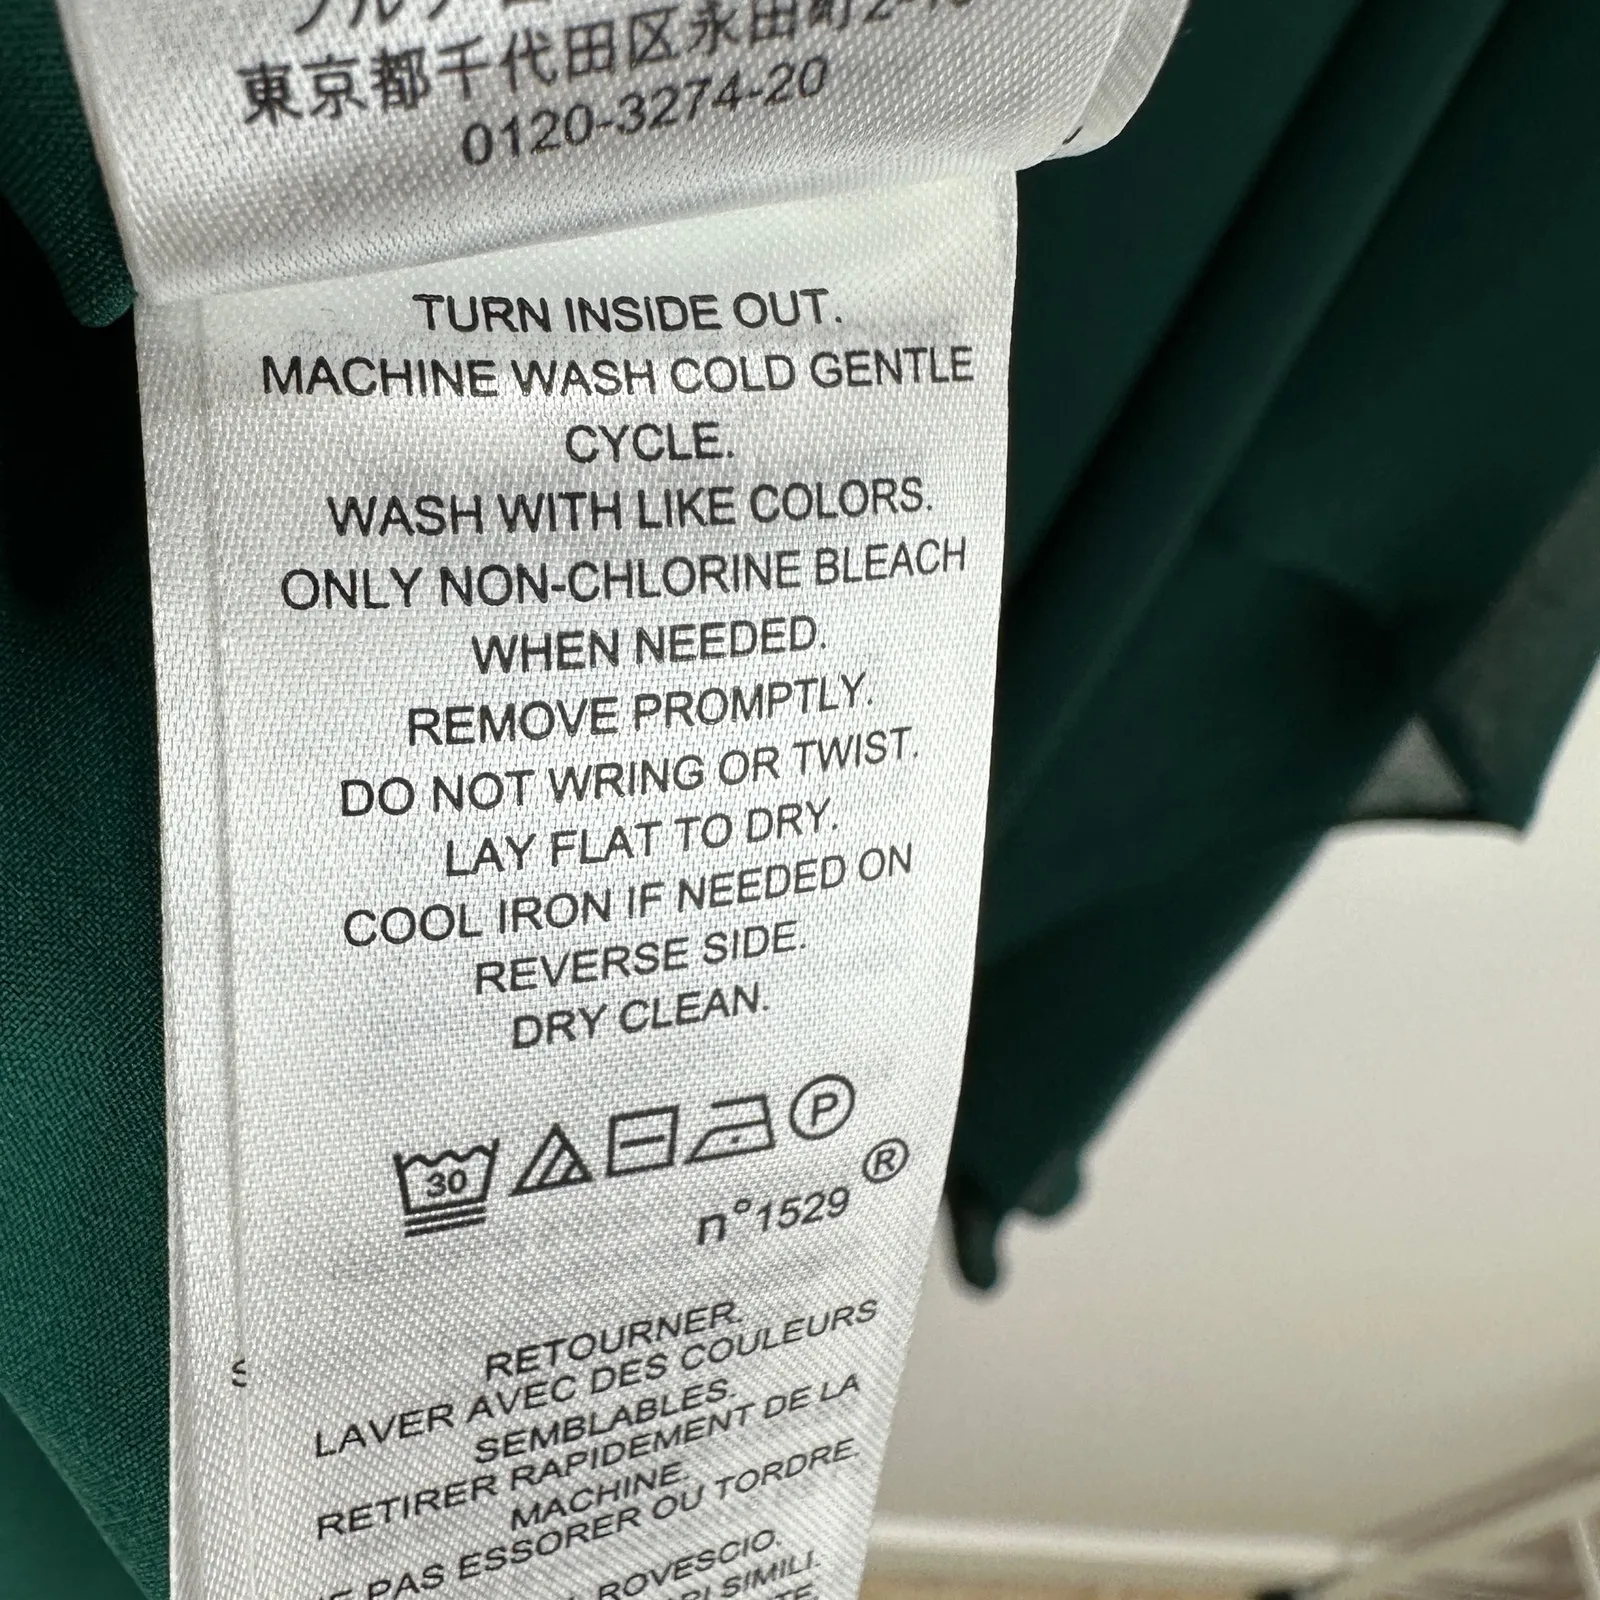 東京都千代田区永田町
0120-3274-20
TURN INSIDE OUT.
MACHINE WASH COLD GENTLE
CYCLE.
WASH WITH LIKE COLORS.
ONLY NON-CHLORINE BLEACH
WHEN NEEDED.
REMOVE PROMPTLY.
DO NOT WRING OR TWIST.
LAY FLAT TO DRY.
COOL IRON IF NEEDED ON
REVERSE SIDE.
DRY CLEAN.
30 P
n°1529 ®
RETOURNER.
LAVER AVEC DES COULEURS
SEMBLABLES.
RETIRER RAPIDEMENT DE LA
MACHINE.
PAS ESSORER OU TORDRE.
ROVESCIO.
SIMILI.